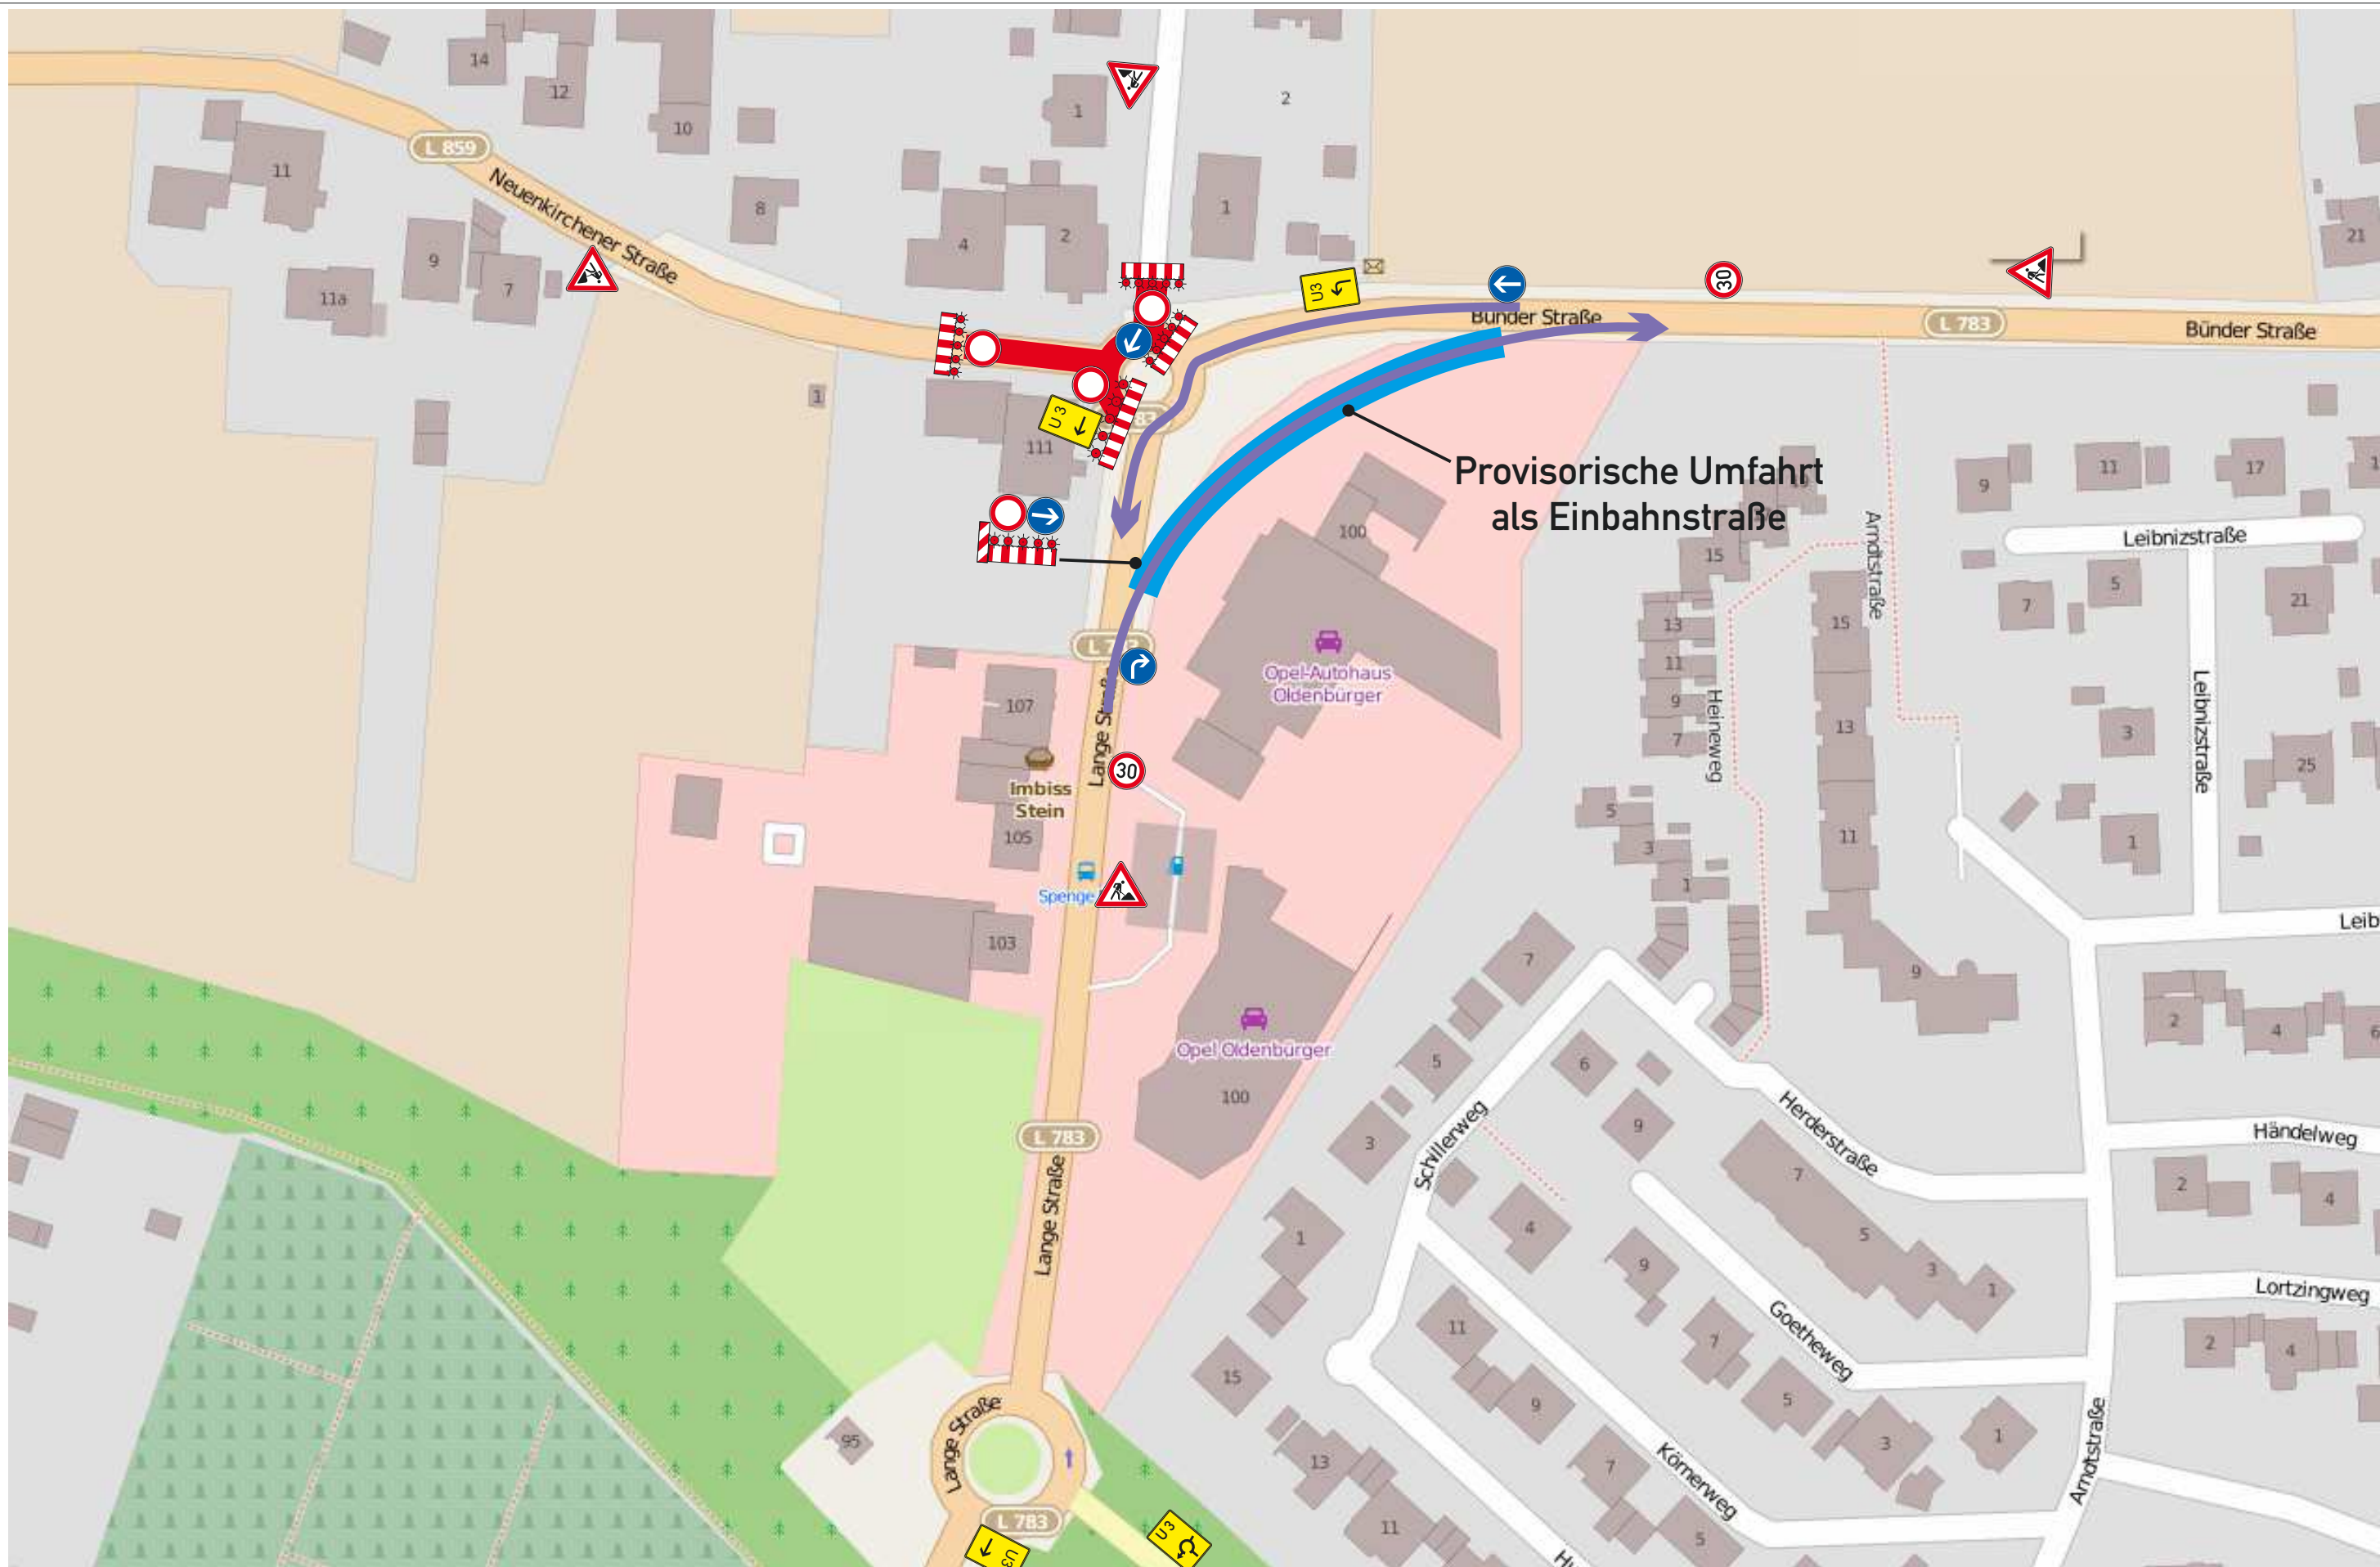 14
12
10
1
2
L 859
11
Neuenkirchener Straße
8
1
4
2
9
7
11a
21
U3
30
Bünder Straße
L 783
Bünder Straße
1
U 3
111
Provisorische Umfahrt
als Einbahnstraße
100
9
11
17
Leibnizstraße
15
Arndtstraße
7
5
21
13
15
11
9
7
Heineweg
13
Leibnizstraße
3
25
Opel-Autohaus
Oldenbürger
107
Lange Straße
30
Imbiss
Stein
105
5
3
1
11
1
Spenge
103
7
9
Leib
2
4
6
Opel Oldenbürger
100
5
6
9
3
L 783
Schillerweg
Herderstraße
Händelweg
7
2
4
Lange Straße
1
4
5
9
3
1
Lortzingweg
Goetheweg
11
7
2
4
15
9
5
Lange Straße
95
13
7
3
1
Körnerweg
Arndtstraße
L 783
11
5
U3
U3